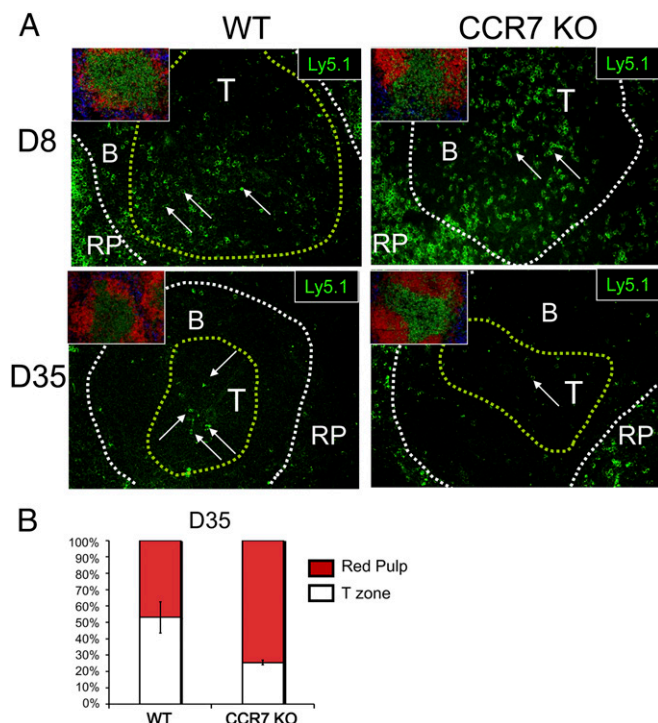 A
WT
CCR7 KO
D8
Ly5.1
T
B
RP
Ly5.1
T
B
RP
D35
Ly5.1
B
T
RP
Ly5.1
B
T
RP
B
D35
100%
90%
80%
70%
60%
50%
40%
30%
20%
10%
0%
WT
CCR7 KO
Red Pulp
T zone